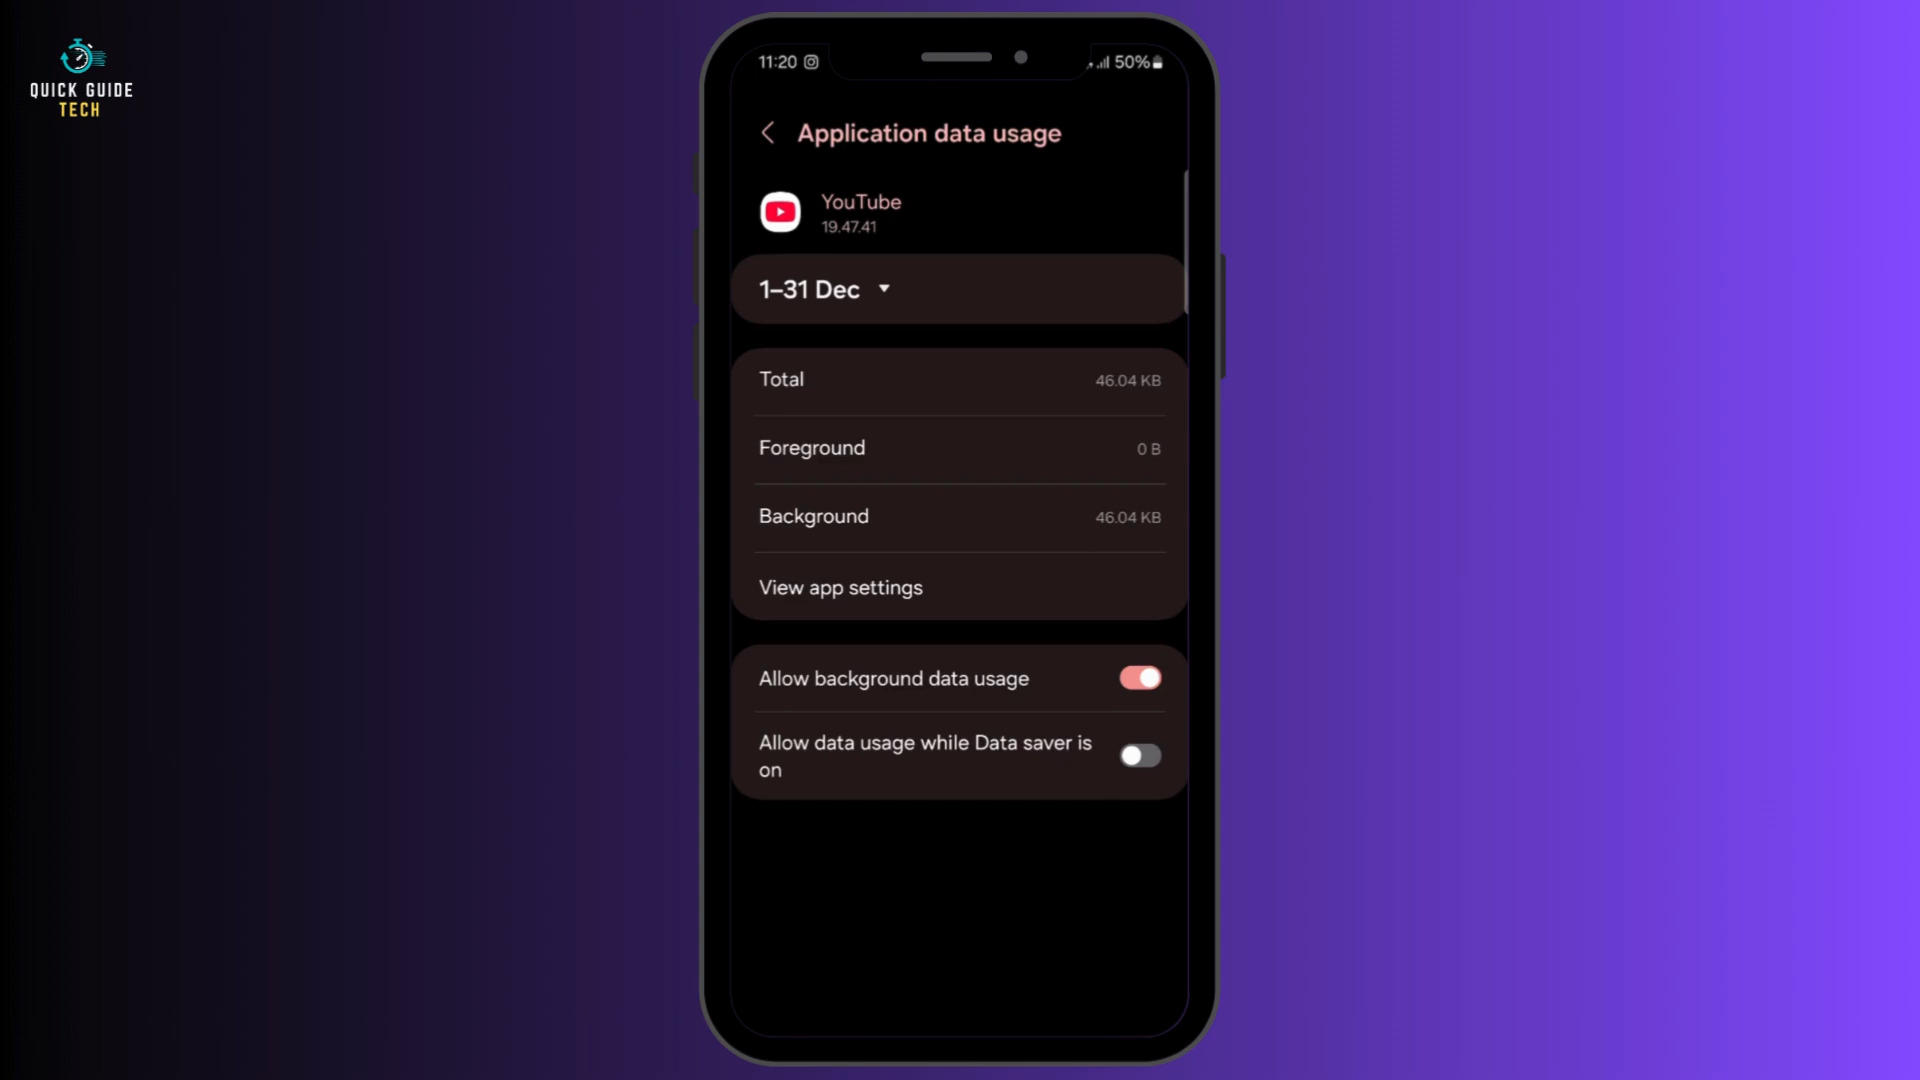 QUICK GUIDE
TECH
11:20
50%
Application data usage
YouTube
19.47.41
1–31 Dec
Total
46.04 KB
Foreground
0 B
Background
46.04 KB
View app settings
Allow background data usage
Allow data usage while Data saver is
on